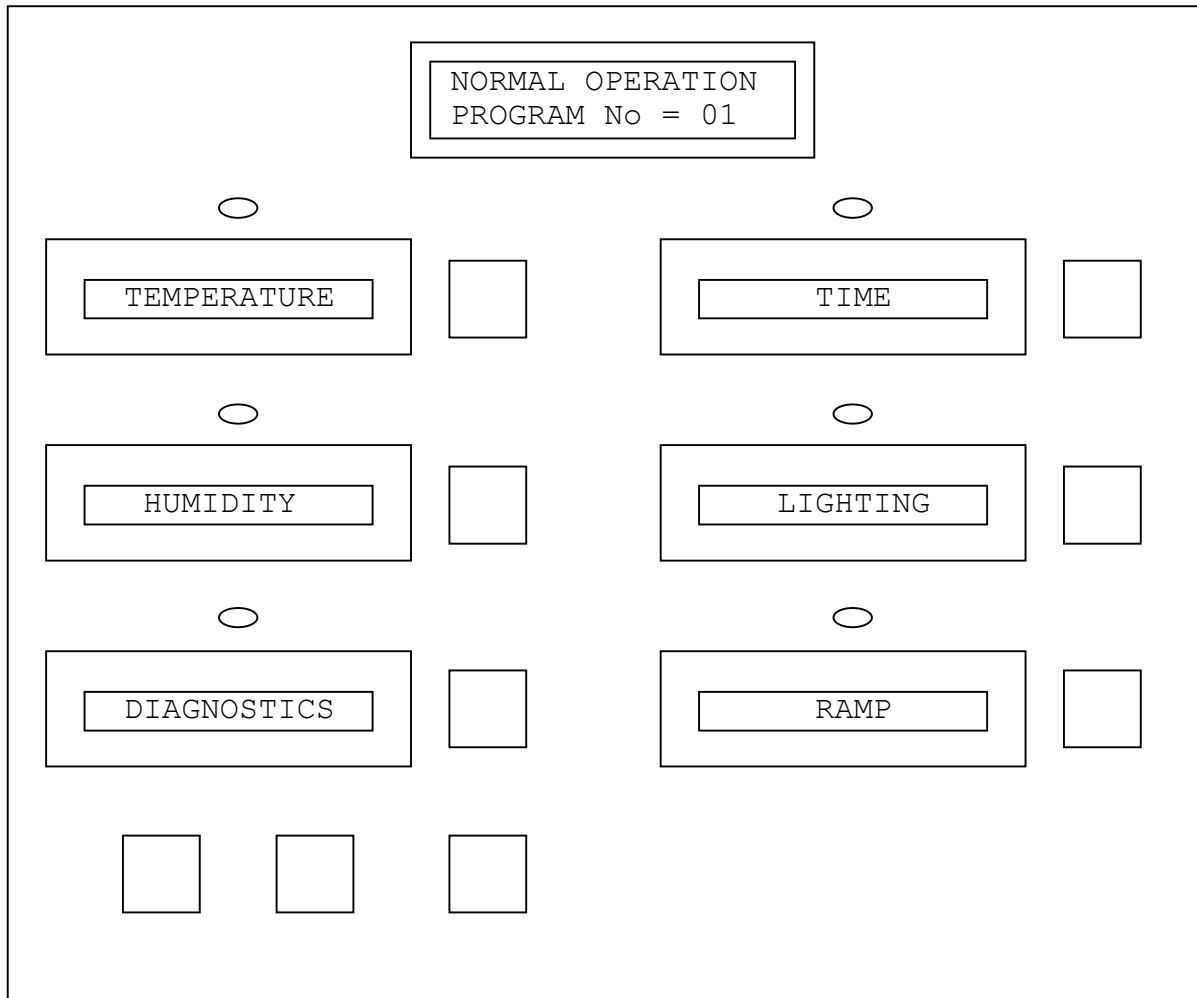 NORMAL OPERATION
PROGRAM No = 01
TEMPERATURE
TIME
HUMIDITY
LIGHTING
DIAGNOSTICS
RAMP